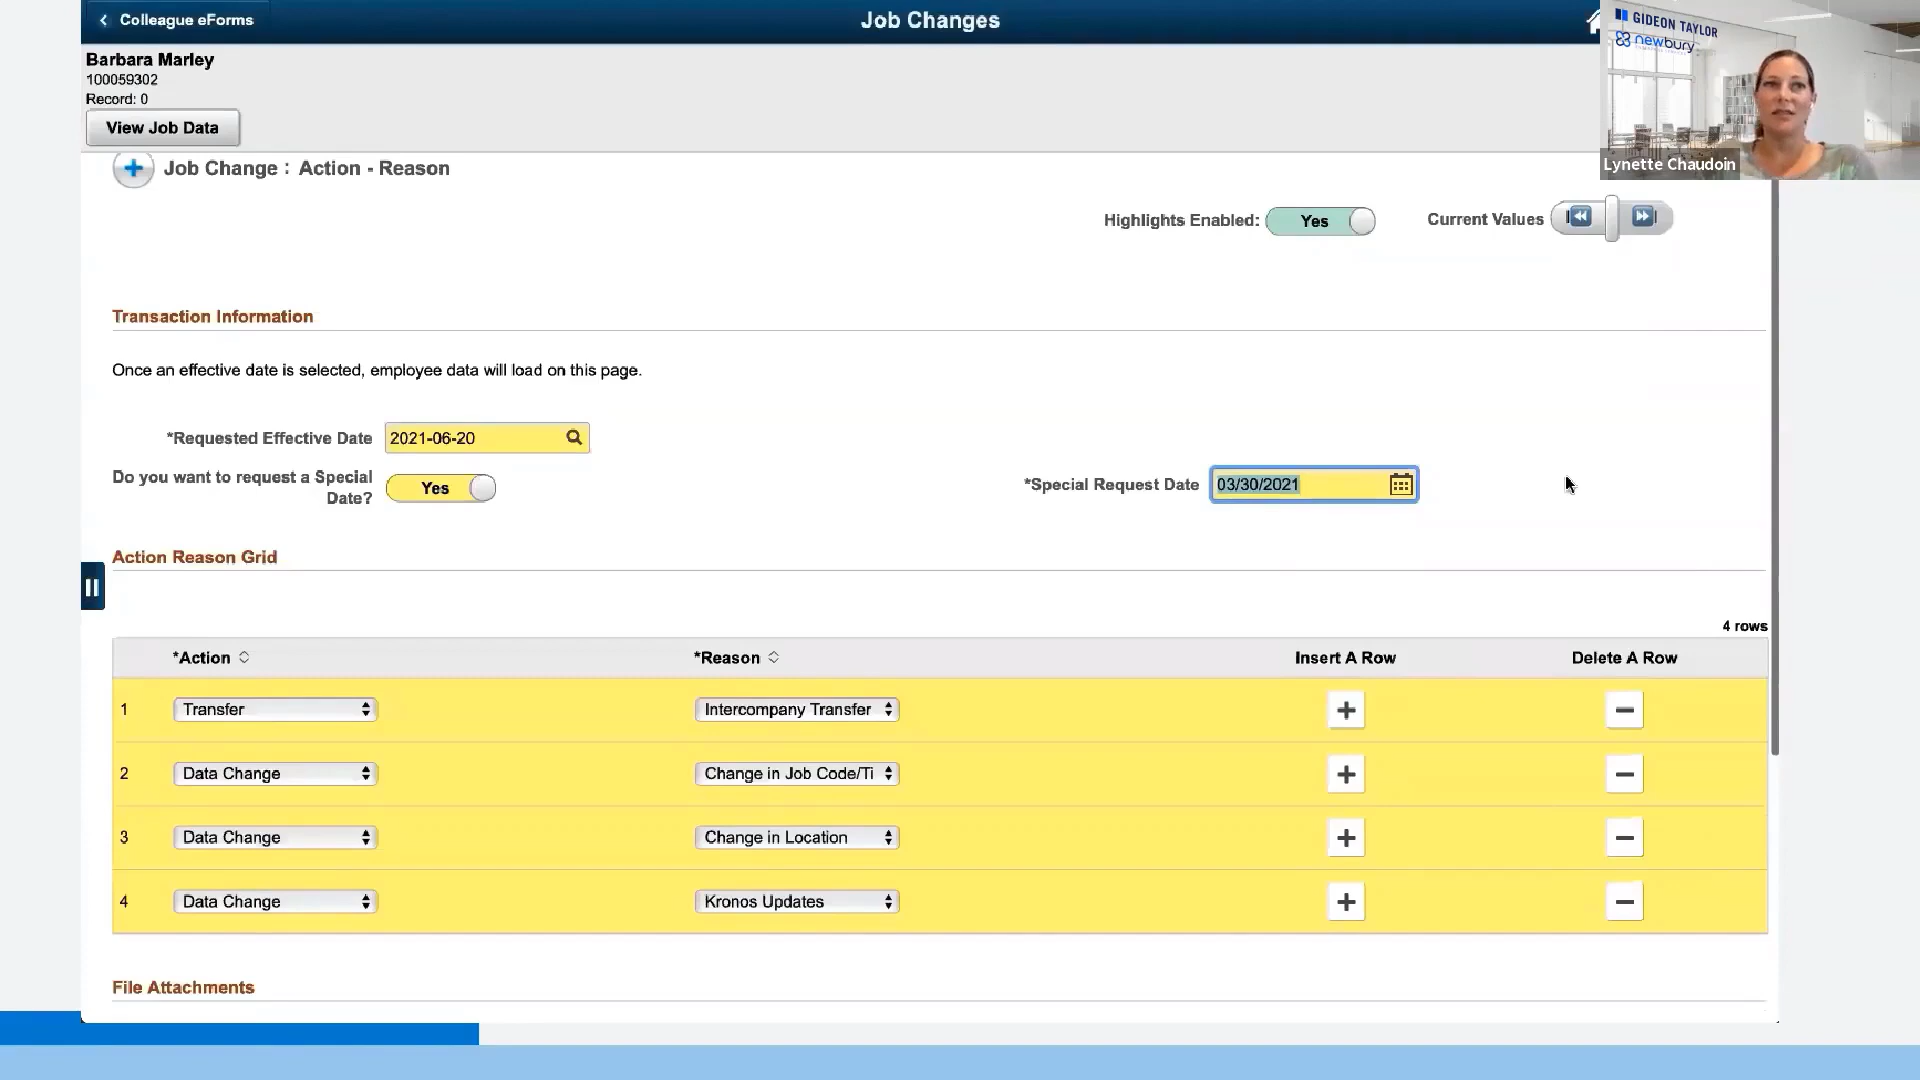 Colleague eForms
Job Changes
GIDEON TAYLOR
newbury
Barbara Marley
100059302
Record: 0
View Job Data
Lynette Chaudoin
Job Change : Action - Reason
Highlights Enabled: Yes
Current Values
Transaction Information
Once an effective date is selected, employee data will load on this page.
*Requested Effective Date 2021-06-20
Do you want to request a Special
Date? Yes
*Special Request Date 03/30/2021
Action Reason Grid
4 rows
*Action *Reason Insert A Row Delete A Row
1 Transfer Intercompany Transfer
2 Data Change Change in Job Code/Ti
3 Data Change Change in Location
4 Data Change Kronos Updates
File Attachments